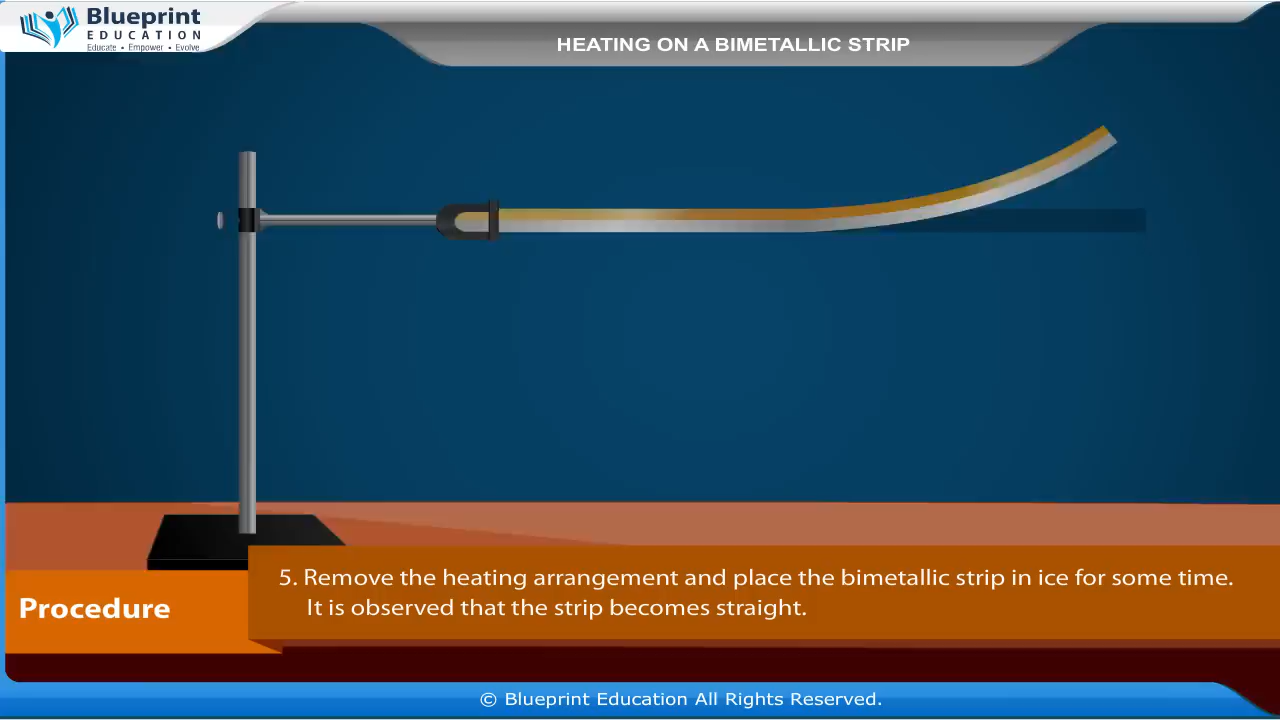 Blueprint
EDUCATION
Educate • Empower • Evolve
HEATING ON A BIMETALLIC STRIP
Procedure
5. Remove the heating arrangement and place the bimetallic strip in ice for some time.
It is observed that the strip becomes straight.
© Blueprint Education All Rights Reserved.